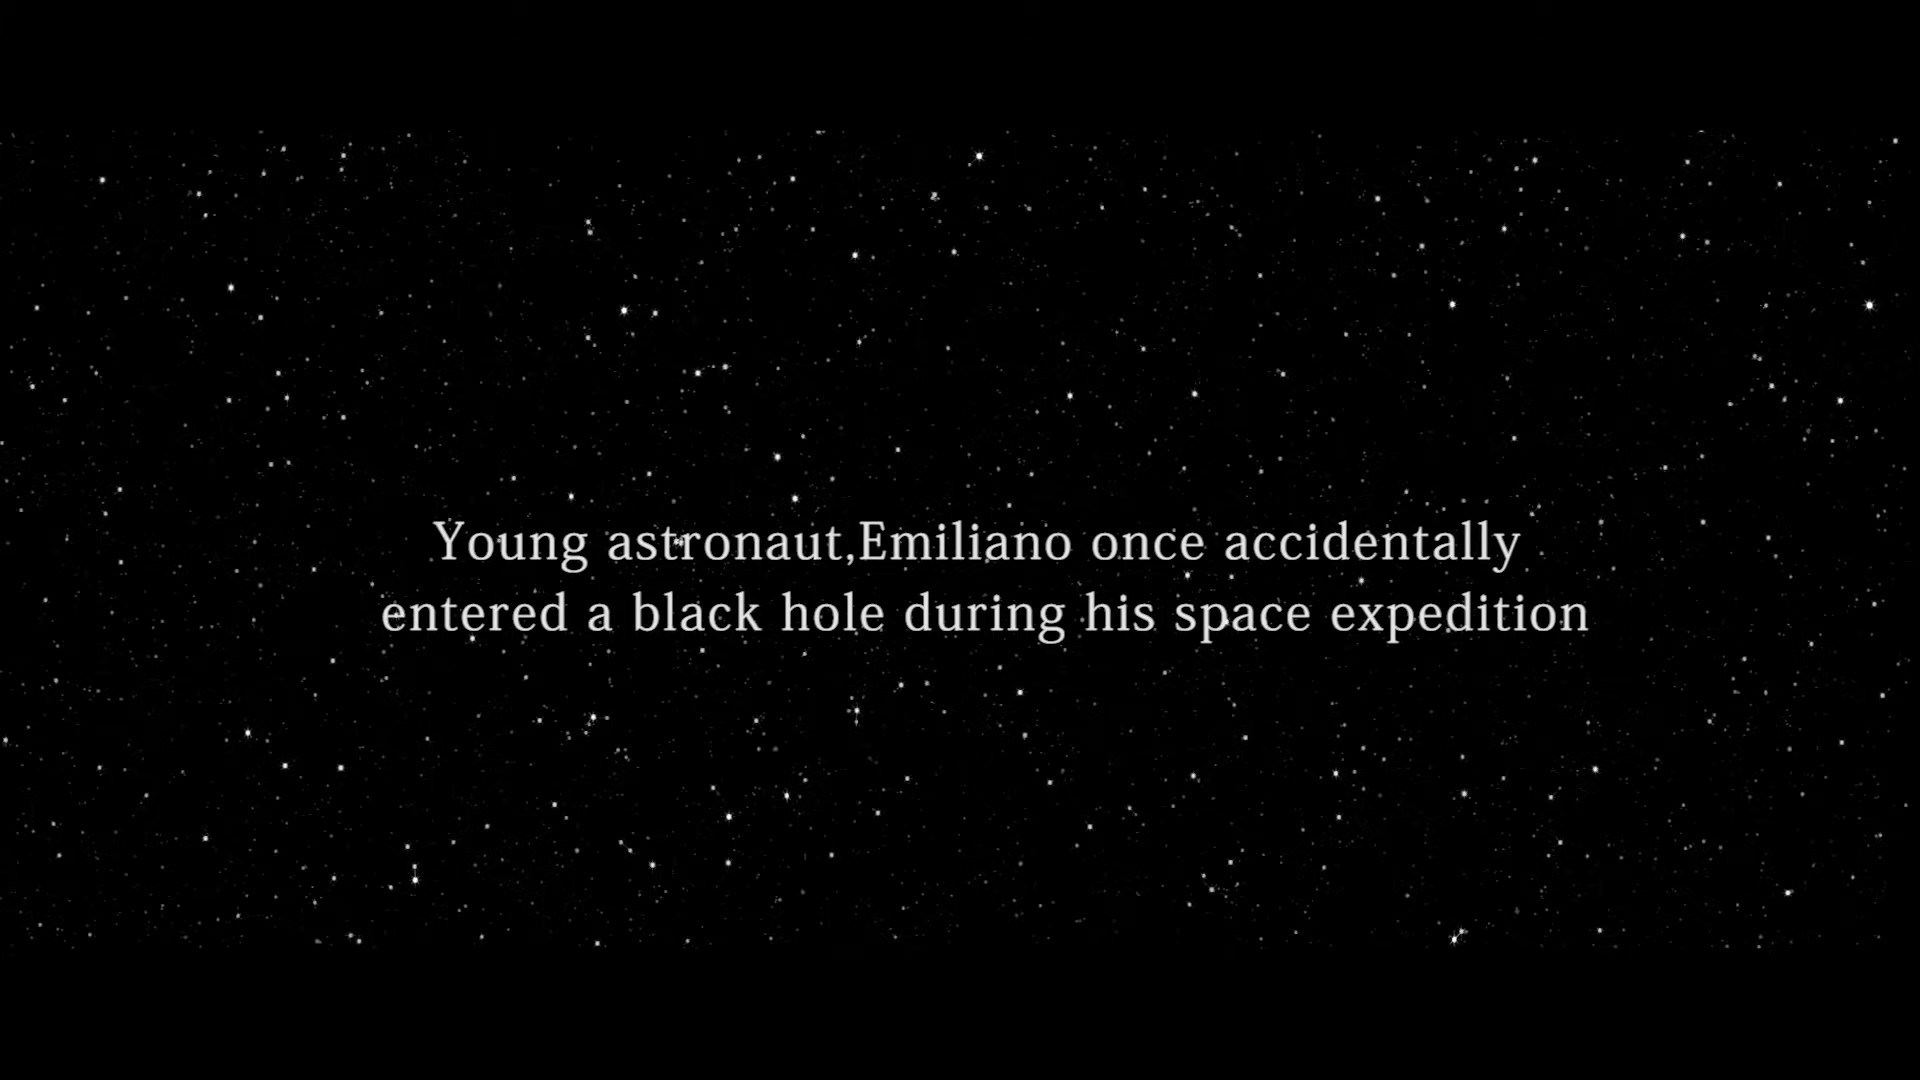 Young astronaut,Emiliano once accidentally
entered a black hole during his space expedition